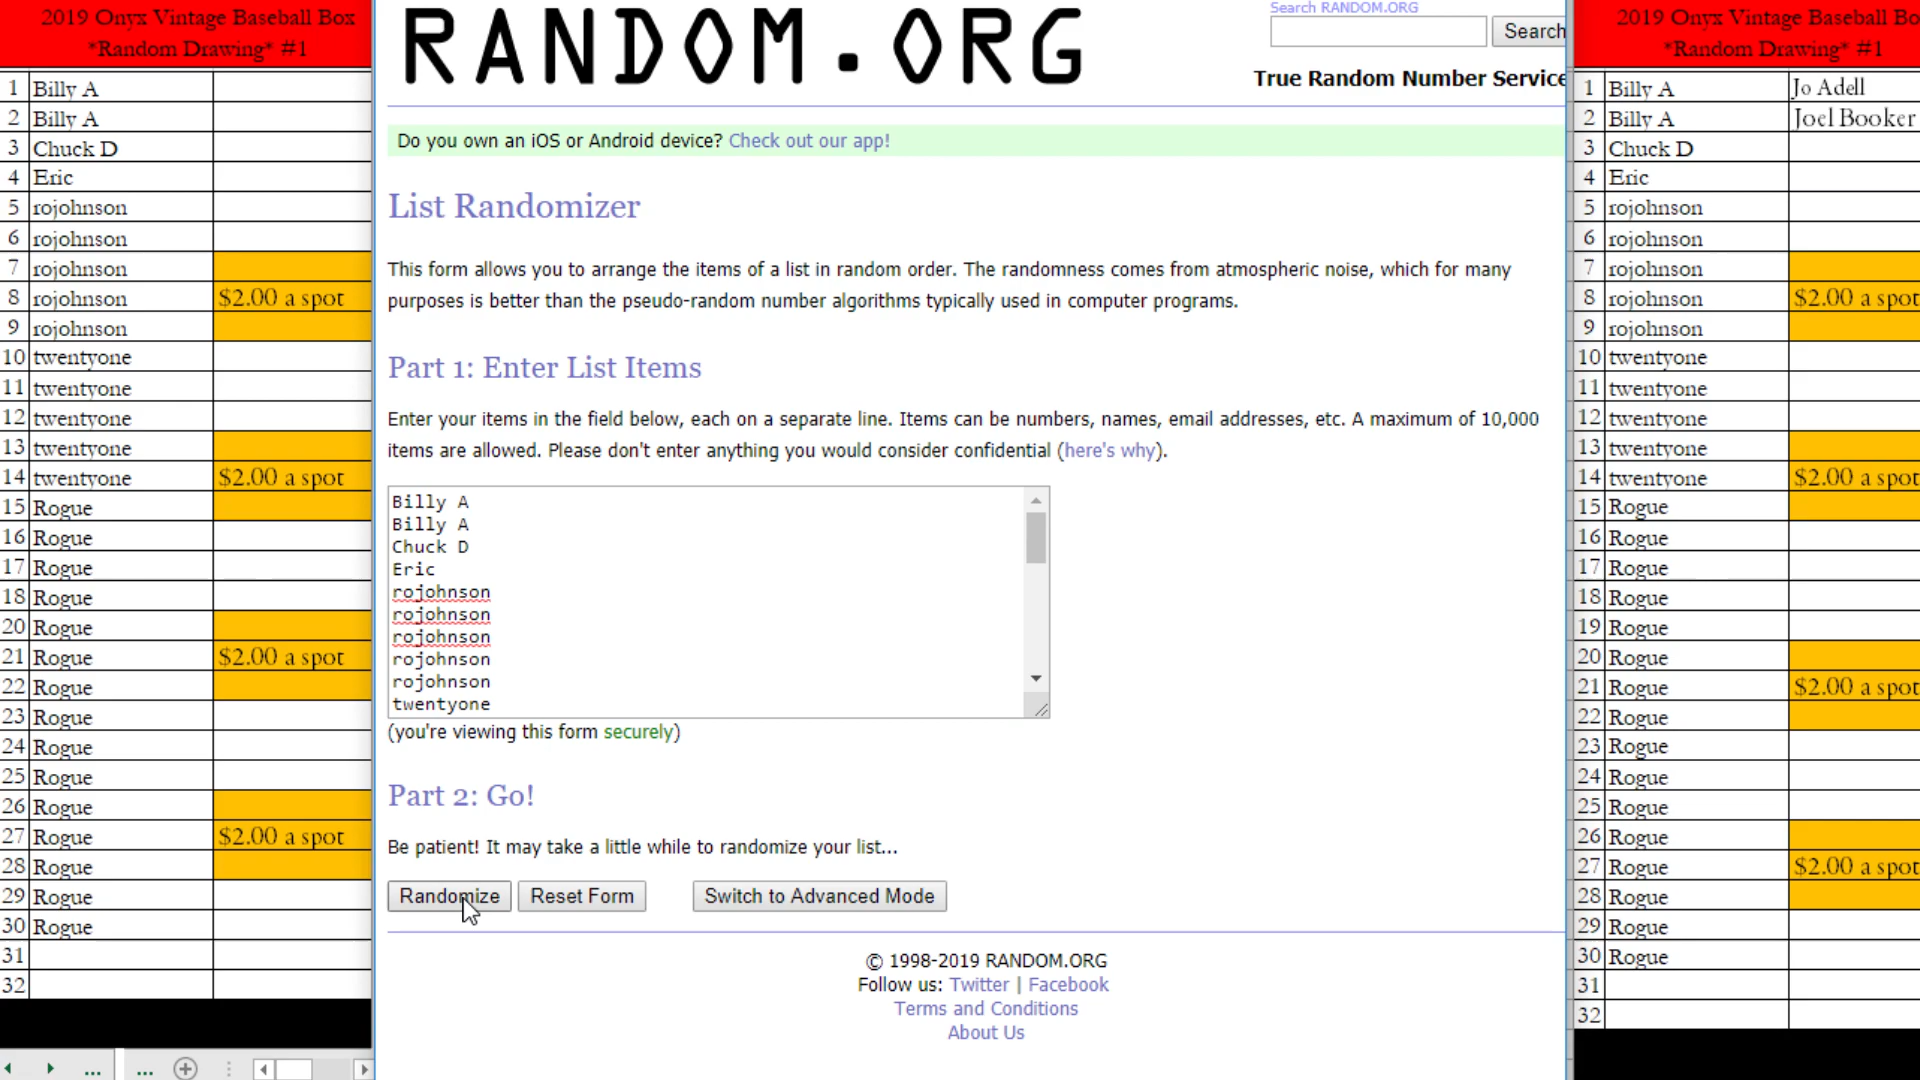 2019 Onyx Vintage Baseball Box
*Random Drawing* #1
1 Billy A
2 Billy A
3 Chuck D
4 Eric
5 rojohnson
6 rojohnson
7 rojohnson
8 rojohnson $2.00 a spot
9 rojohnson
10 twentyone
11 twentyone
12 twentyone
13 twentyone
14 twentyone $2.00 a spot
15 Rogue
16 Rogue
17 Rogue
18 Rogue
20 Rogue
21 Rogue $2.00 a spot
22 Rogue
23 Rogue
24 Rogue
25 Rogue
26 Rogue
27 Rogue $2.00 a spot
28 Rogue
29 Rogue
30 Rogue
31
32
... ...
RANDOM.ORG
Search RANDOM.ORG
Search
True Random Number Service
Do you own an iOS or Android device? Check out our app!
List Randomizer
This form allows you to arrange the items of a list in random order. The randomness comes from atmospheric noise, which for many
purposes is better than the pseudo-random number algorithms typically used in computer programs.
Part 1: Enter List Items
Enter your items in the field below, each on a separate line. Items can be numbers, names, email addresses, etc. A maximum of 10,000
items are allowed. Please don't enter anything you would consider confidential (here's why).
Billy A
Billy A
Chuck D
Eric
rojohnson
rojohnson
rojohnson
rojohnson
rojohnson
twentyone
(you're viewing this form securely)
Part 2: Go!
Be patient! It may take a little while to randomize your list...
Randomize Reset Form Switch to Advanced Mode
© 1998-2019 RANDOM.ORG
Follow us: Twitter | Facebook
Terms and Conditions
About Us
2019 Onyx Vintage Baseball Bo
*Random Drawing* #1
1 Billy A Jo Adell
2 Billy A Joel Booker
3 Chuck D
4 Eric
5 rojohnson
6 rojohnson
7 rojohnson
8 rojohnson $2.00 a spot
9 rojohnson
10 twentyone
11 twentyone
12 twentyone
13 twentyone
14 twentyone $2.00 a spot
15 Rogue
16 Rogue
17 Rogue
18 Rogue
19 Rogue
20 Rogue
21 Rogue $2.00 a spot
22 Rogue
23 Rogue
24 Rogue
25 Rogue
26 Rogue
27 Rogue $2.00 a spot
28 Rogue
29 Rogue
30 Rogue
31
32